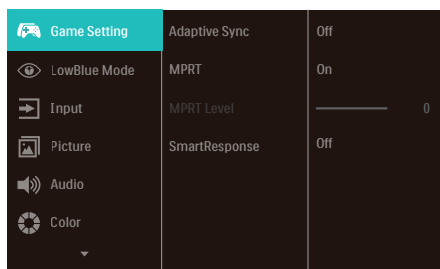 Game Setting
Adaptive Sync
Off
LowBlue Mode
MPRT
On
Input
MPRT Level
0
Picture
SmartResponse
Off
Audio
Color